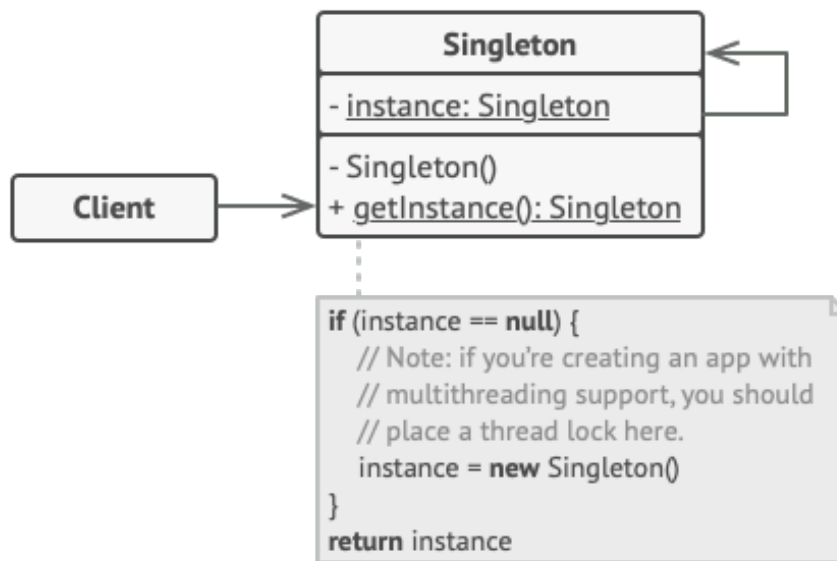 Singleton
- instance: Singleton
- Singleton()
+ getInstance(): Singleton
Client
if (instance == null) {
// Note: if you're creating an app with
// multithreading support, you should
// place a thread lock here.
instance = new Singleton()
}
return instance